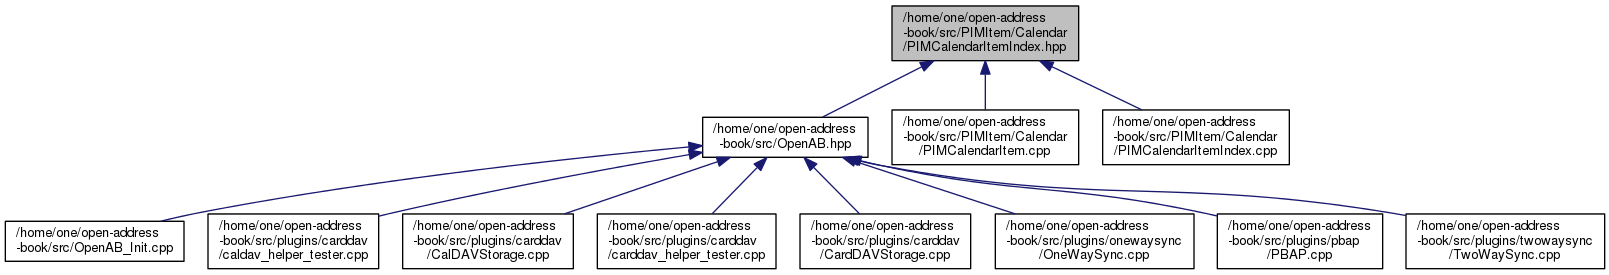 /home/one/open-address
-book/src/PIMItem/Calendar
/PIMCalendarItemIndex.hpp
/home/one/open-address
-book/src/OpenAB.hpp
/home/one/open-address
-book/src/PIMItem/Calendar
/PIMCalendarItem.cpp
/home/one/open-address
-book/src/PIMItem/Calendar
/PIMCalendarItemIndex.cpp
/home/one/open-address
-book/src/OpenAB_Init.cpp
/home/one/open-address
-book/src/plugins/carddav
/caldav_helper_tester.cpp
/home/one/open-address
-book/src/plugins/carddav
/CalDAVStorage.cpp
/home/one/open-address
-book/src/plugins/carddav
/carddav_helper_tester.cpp
/home/one/open-address
-book/src/plugins/carddav
/CardDAVStorage.cpp
/home/one/open-address
-book/src/plugins/onewaysync
/OneWaySync.cpp
/home/one/open-address
-book/src/plugins/pbap
/PBAP.cpp
/home/one/open-address
-book/src/plugins/twowaysync
/TwoWaySync.cpp